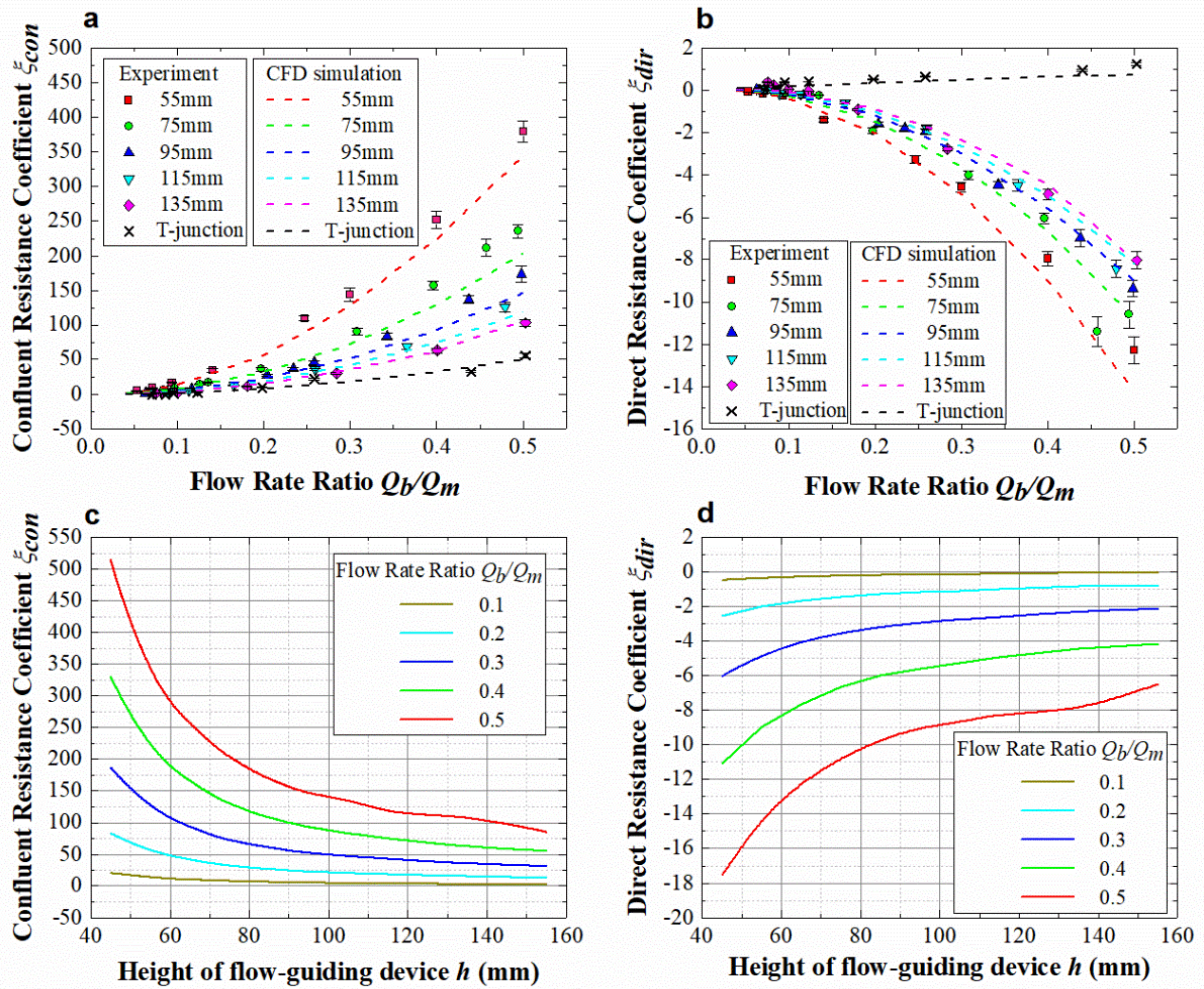 a
Confluent Resistance Coefficient ξcon
500
450
400
350
300
250
200
150
100
50
0
-50
Experiment
55mm
75mm
95mm
115mm
135mm
T-junction
CFD simulation
55mm
75mm
95mm
115mm
135mm
T-junction
0.0 0.1 0.2 0.3 0.4 0.5
Flow Rate Ratio Qb/Qm
b
Direct Resistance Coefficient ξdir
2
0
-2
-4
-6
-8
-10
-12
-14
-16
Experiment
55mm
75mm
95mm
115mm
135mm
T-junction
CFD simulation
55mm
75mm
95mm
115mm
135mm
T-junction
0.0 0.1 0.2 0.3 0.4 0.5
Flow Rate Ratio Qb/Qm
c
Confluent Resistance Coefficient ξcon
550
500
450
400
350
300
250
200
150
100
50
0
-50
Flow Rate Ratio Qb/Qm
0.1
0.2
0.3
0.4
0.5
40 60 80 100 120 140 160
Height of flow-guiding device h (mm)
d
Direct Resistance Coefficient ξdir
2
0
-2
-4
-6
-8
-10
-12
-14
-16
-18
-20
Flow Rate Ratio Qb/Qm
0.1
0.2
0.3
0.4
0.5
40 60 80 100 120 140 160
Height of flow-guiding device h (mm)